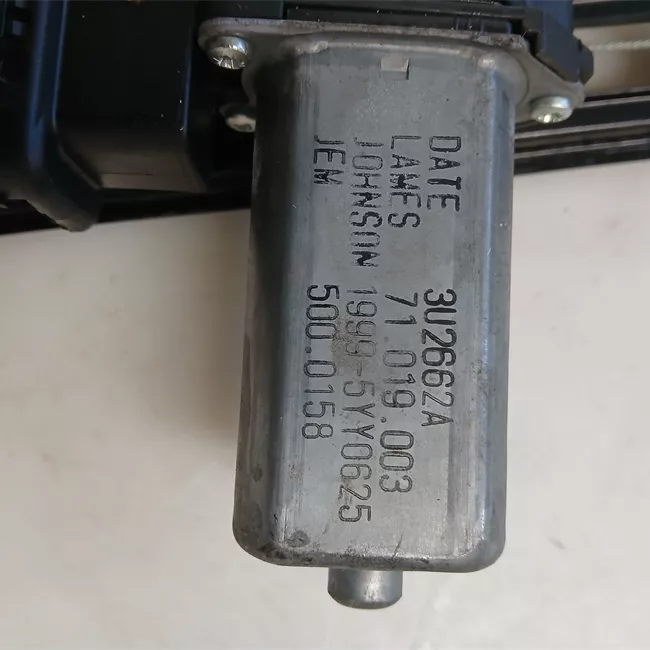 DATE 3U2662A
LAMES 71.019.003
JOHNSON 1999-5YY0625
JEM 500.0158